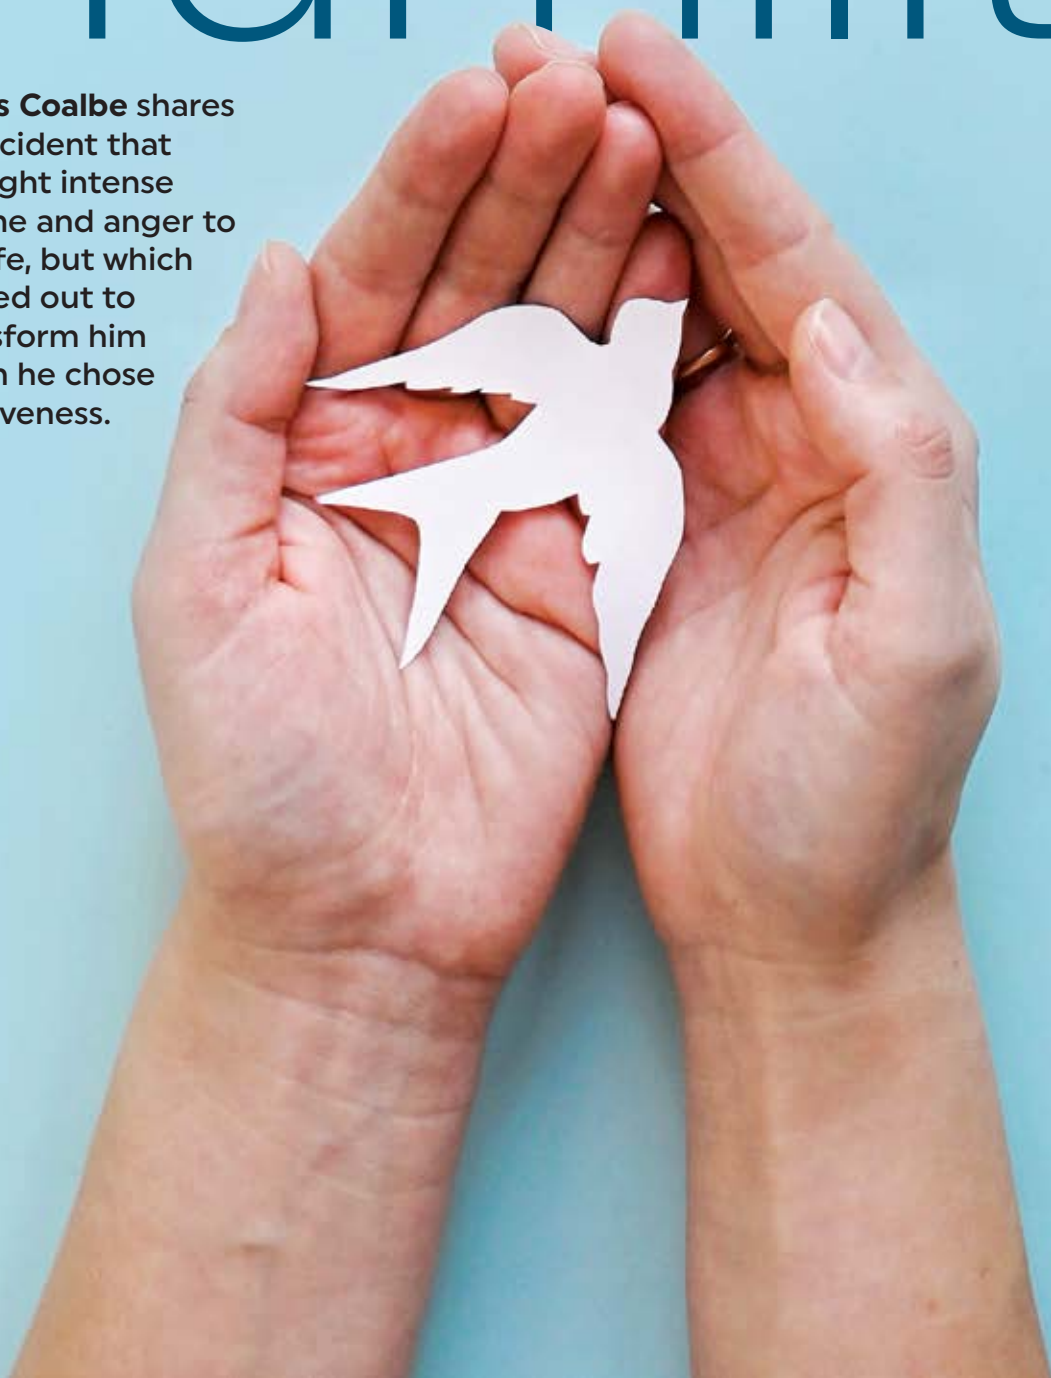 s Coalbe shares
cident that
ght intense
ne and anger to
fe, but which
ed out to
sform him
n he chose
veness.